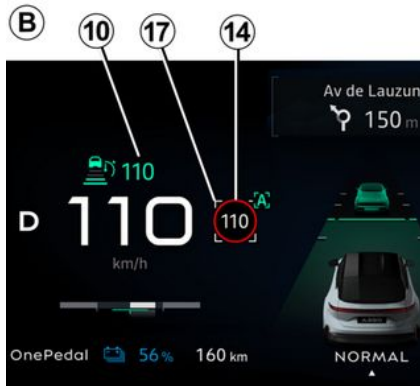 B
10
17
14
Av de Lauzun
150 m
110
A
D
110
110
km/h
OnePedal
56%
160 km
NORMAL